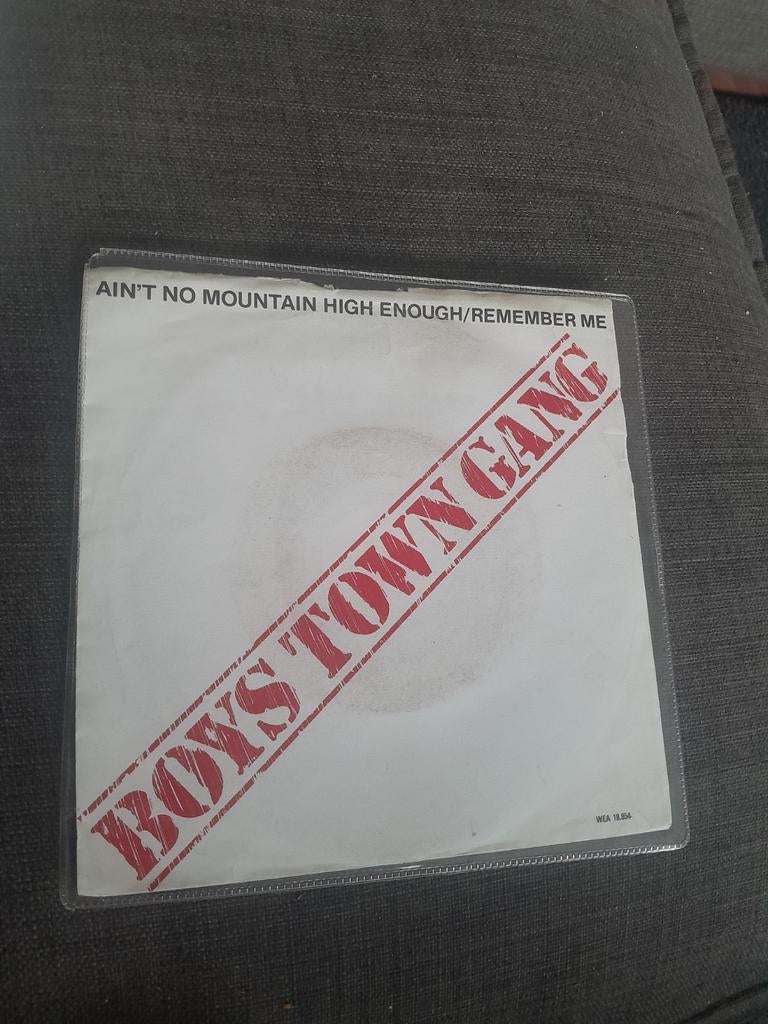 AIN'T NO MOUNTAIN HIGH ENOUGH/REMEMBER ME
BOYS TOWN GANG
WEA 18.854